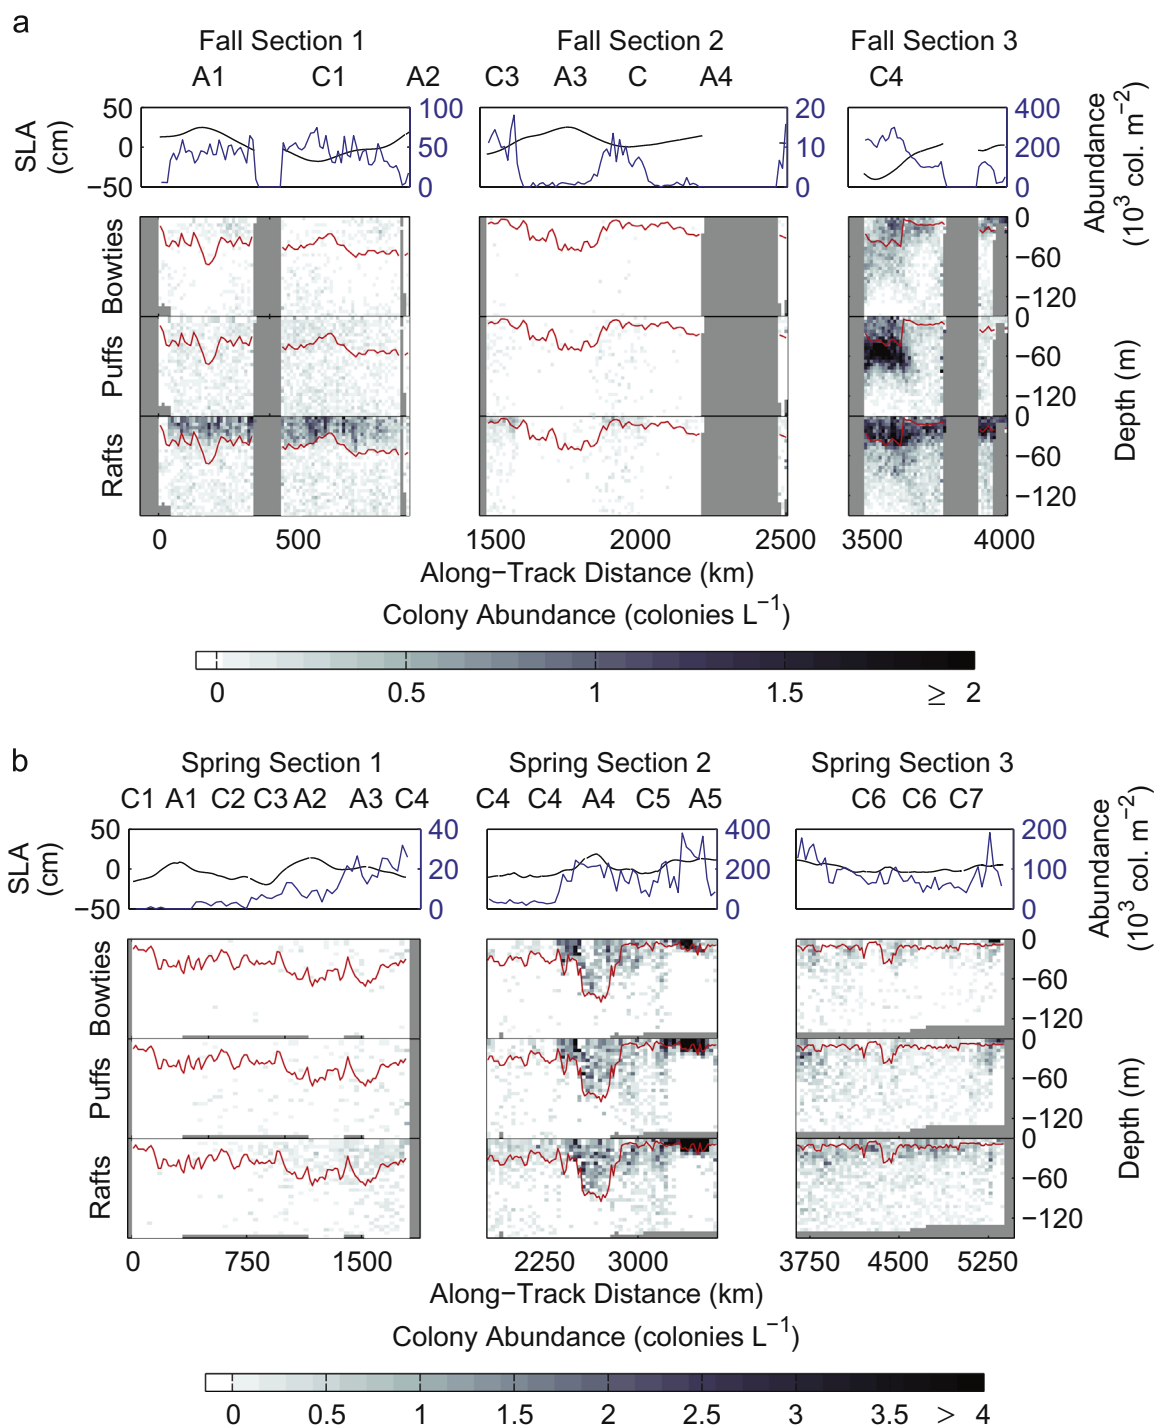 a
Fall Section 1 Fall Section 2 Fall Section 3
A1 C1 A2 C3 A3 C A4 C4
50 100 20 400
0 50 10 200
−50 0 0 0
SLA (cm)
Abundance (10³ col. m⁻²)
Bowties
Puffs
Rafts
0
−60
−120
0
−60
−120
0
−60
−120
Depth (m)
0 500 1500 2000 2500 3500 4000
Along−Track Distance (km)
Colony Abundance (colonies L⁻¹)
0 0.5 1 1.5 ≥ 2
b
Spring Section 1 Spring Section 2 Spring Section 3
C1 A1 C2 C3 A2 A3 C4 C4 C4 A4 C5 A5 C6 C6 C7
50 40 400 200
0 20 200 100
−50 0 0 0
SLA (cm)
Abundance (10³ col. m⁻²)
Bowties
Puffs
Rafts
0
−60
−120
0
−60
−120
0
−60
−120
Depth (m)
0 750 1500 2250 3000 3750 4500 5250
Along−Track Distance (km)
Colony Abundance (colonies L⁻¹)
0 0.5 1 1.5 2 2.5 3 3.5 > 4